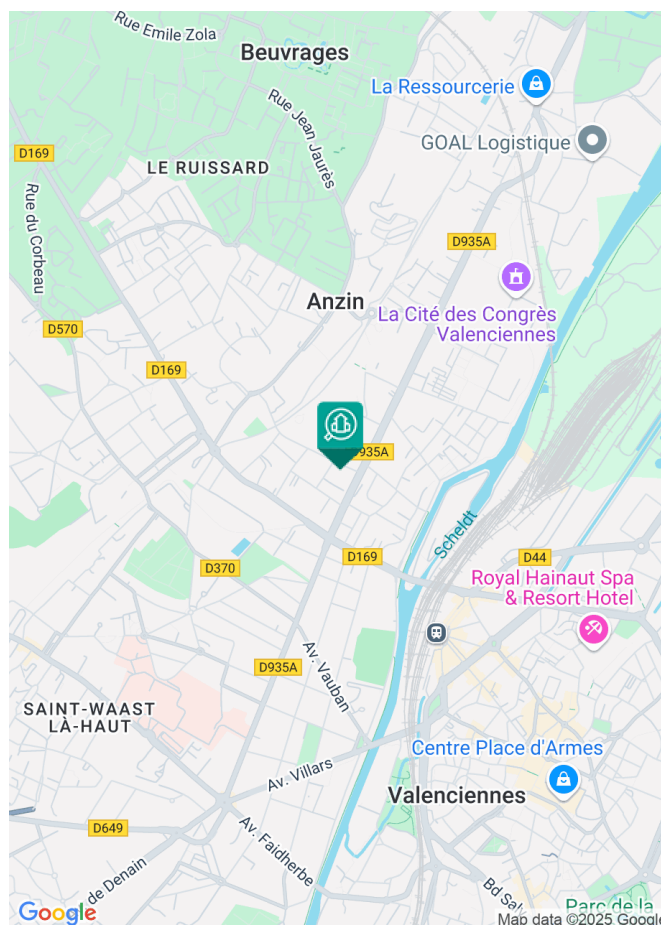 Rue Emile Zola
Beuvrages
La Ressourcerie
Rue Jean Jaurès
GOAL Logistique
D169
LE RUISSARD
Rue du Corbeau
D935A
Anzin
La Cité des Congrès
Valenciennes
D570
D169
D935A
Scheldt
D169
D44
D370
Royal Hainaut Spa
& Resort Hotel
Av. Vauban
D935A
SAINT-WAAST
LÀ-HAUT
Centre Place d'Armes
Av. Villars
Valenciennes
D649
Av. Faidherbe
de Denain
Bd Sal
Parc de la
Google
Map data ©2025 Google